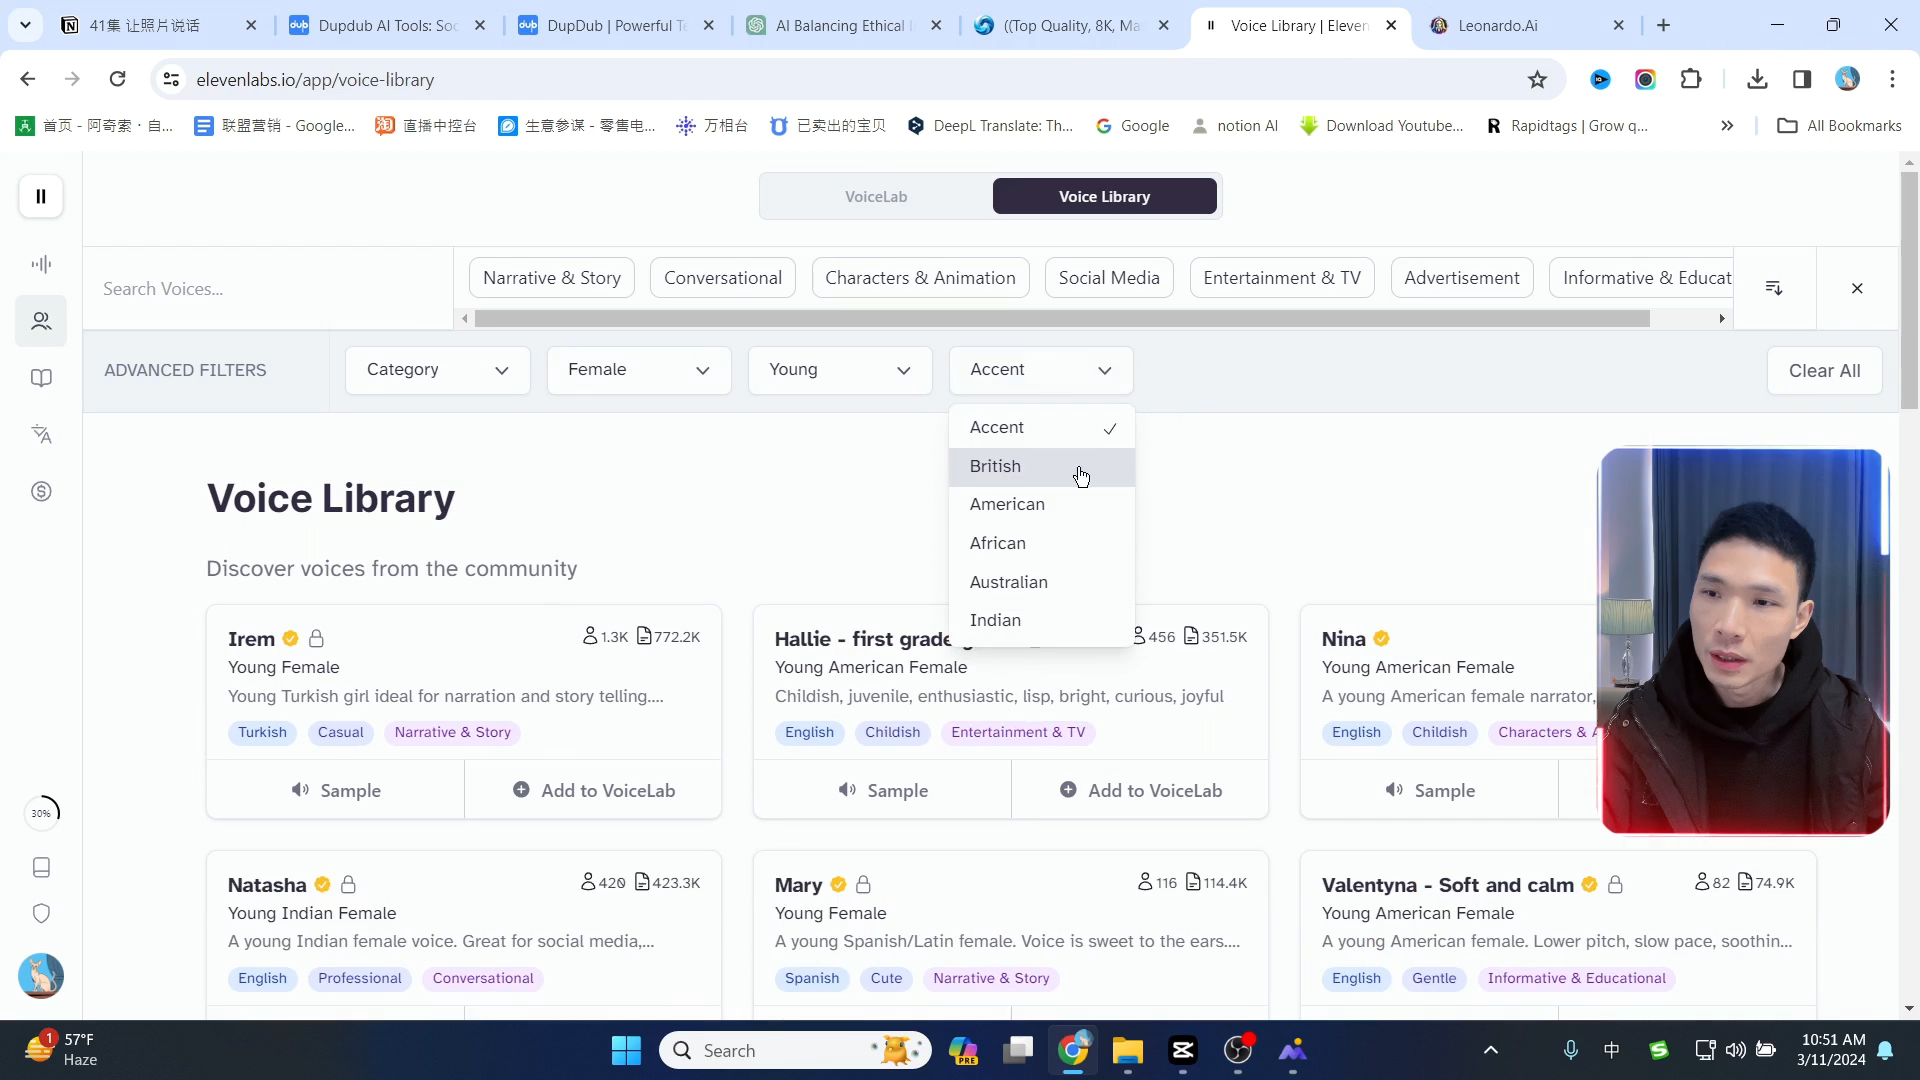 41集 让照片说话
Dupdub AI Tools: Soc
DupDub | Powerful Te
AI Balancing Ethical I
((Top Quality, 8K, Ma
Voice Library | Eleven
Leonardo.Ai
elevenlabs.io/app/voice-library
首页 - 阿奇索 · 自...
联盟营销 - Google...
直播中控台
生意参谋 - 零售电...
万相台
已卖出的宝贝
DeepL Translate: Th...
Google
notion AI
Download Youtube...
Rapidtags | Grow q...
All Bookmarks
VoiceLab
Voice Library
Search Voices...
Narrative & Story
Conversational
Characters & Animation
Social Media
Entertainment & TV
Advertisement
Informative & Educat
ADVANCED FILTERS
Category
Female
Young
Accent
Clear All
Accent
British
American
African
Australian
Indian
Voice Library
Discover voices from the community
Irem
1.3K 772.2K
Young Female
Young Turkish girl ideal for narration and story telling....
Turkish Casual Narrative & Story
Sample Add to VoiceLab
Hallie - first grade
456 351.5K
Young American Female
Childish, juvenile, enthusiastic, lisp, bright, curious, joyful
English Childish Entertainment & TV
Sample Add to VoiceLab
Nina
Young American Female
A young American female narrator,
English Childish Characters &
Sample
Natasha
420 423.3K
Young Indian Female
A young Indian female voice. Great for social media,...
English Professional Conversational
Mary
116 114.4K
Young Female
A young Spanish/Latin female. Voice is sweet to the ears....
Spanish Cute Narrative & Story
Valentyna - Soft and calm
82 74.9K
Young American Female
A young American female. Lower pitch, slow pace, soothin...
English Gentle Informative & Educational
30%
1
57°F
Haze
Search
PRE
中
10:51 AM
3/11/2024